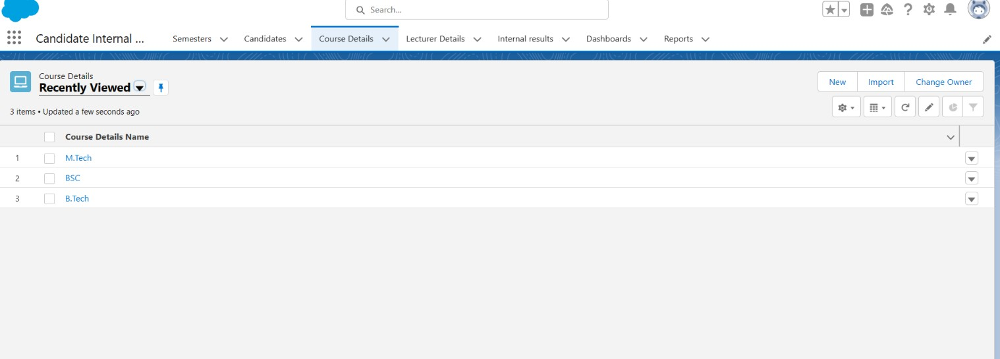 Search...
Candidate Internal ...
Semesters
Candidates
Course Details
Lecturer Details
Internal results
Dashboards
Reports
Course Details
Recently Viewed
New
Import
Change Owner
3 items • Updated a few seconds ago
Course Details Name
1 M.Tech
2 BSC
3 B.Tech